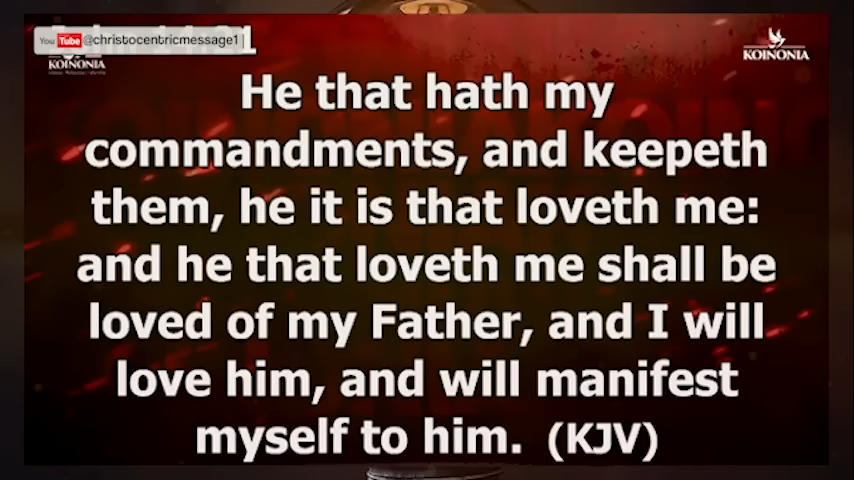 You Tube @christocentricmessage1
KOINONIA
KOINONIA
He that hath my
commandments, and keepeth
them, he it is that loveth me:
and he that loveth me shall be
loved of my Father, and I will
love him, and will manifest
myself to him. (KJV)